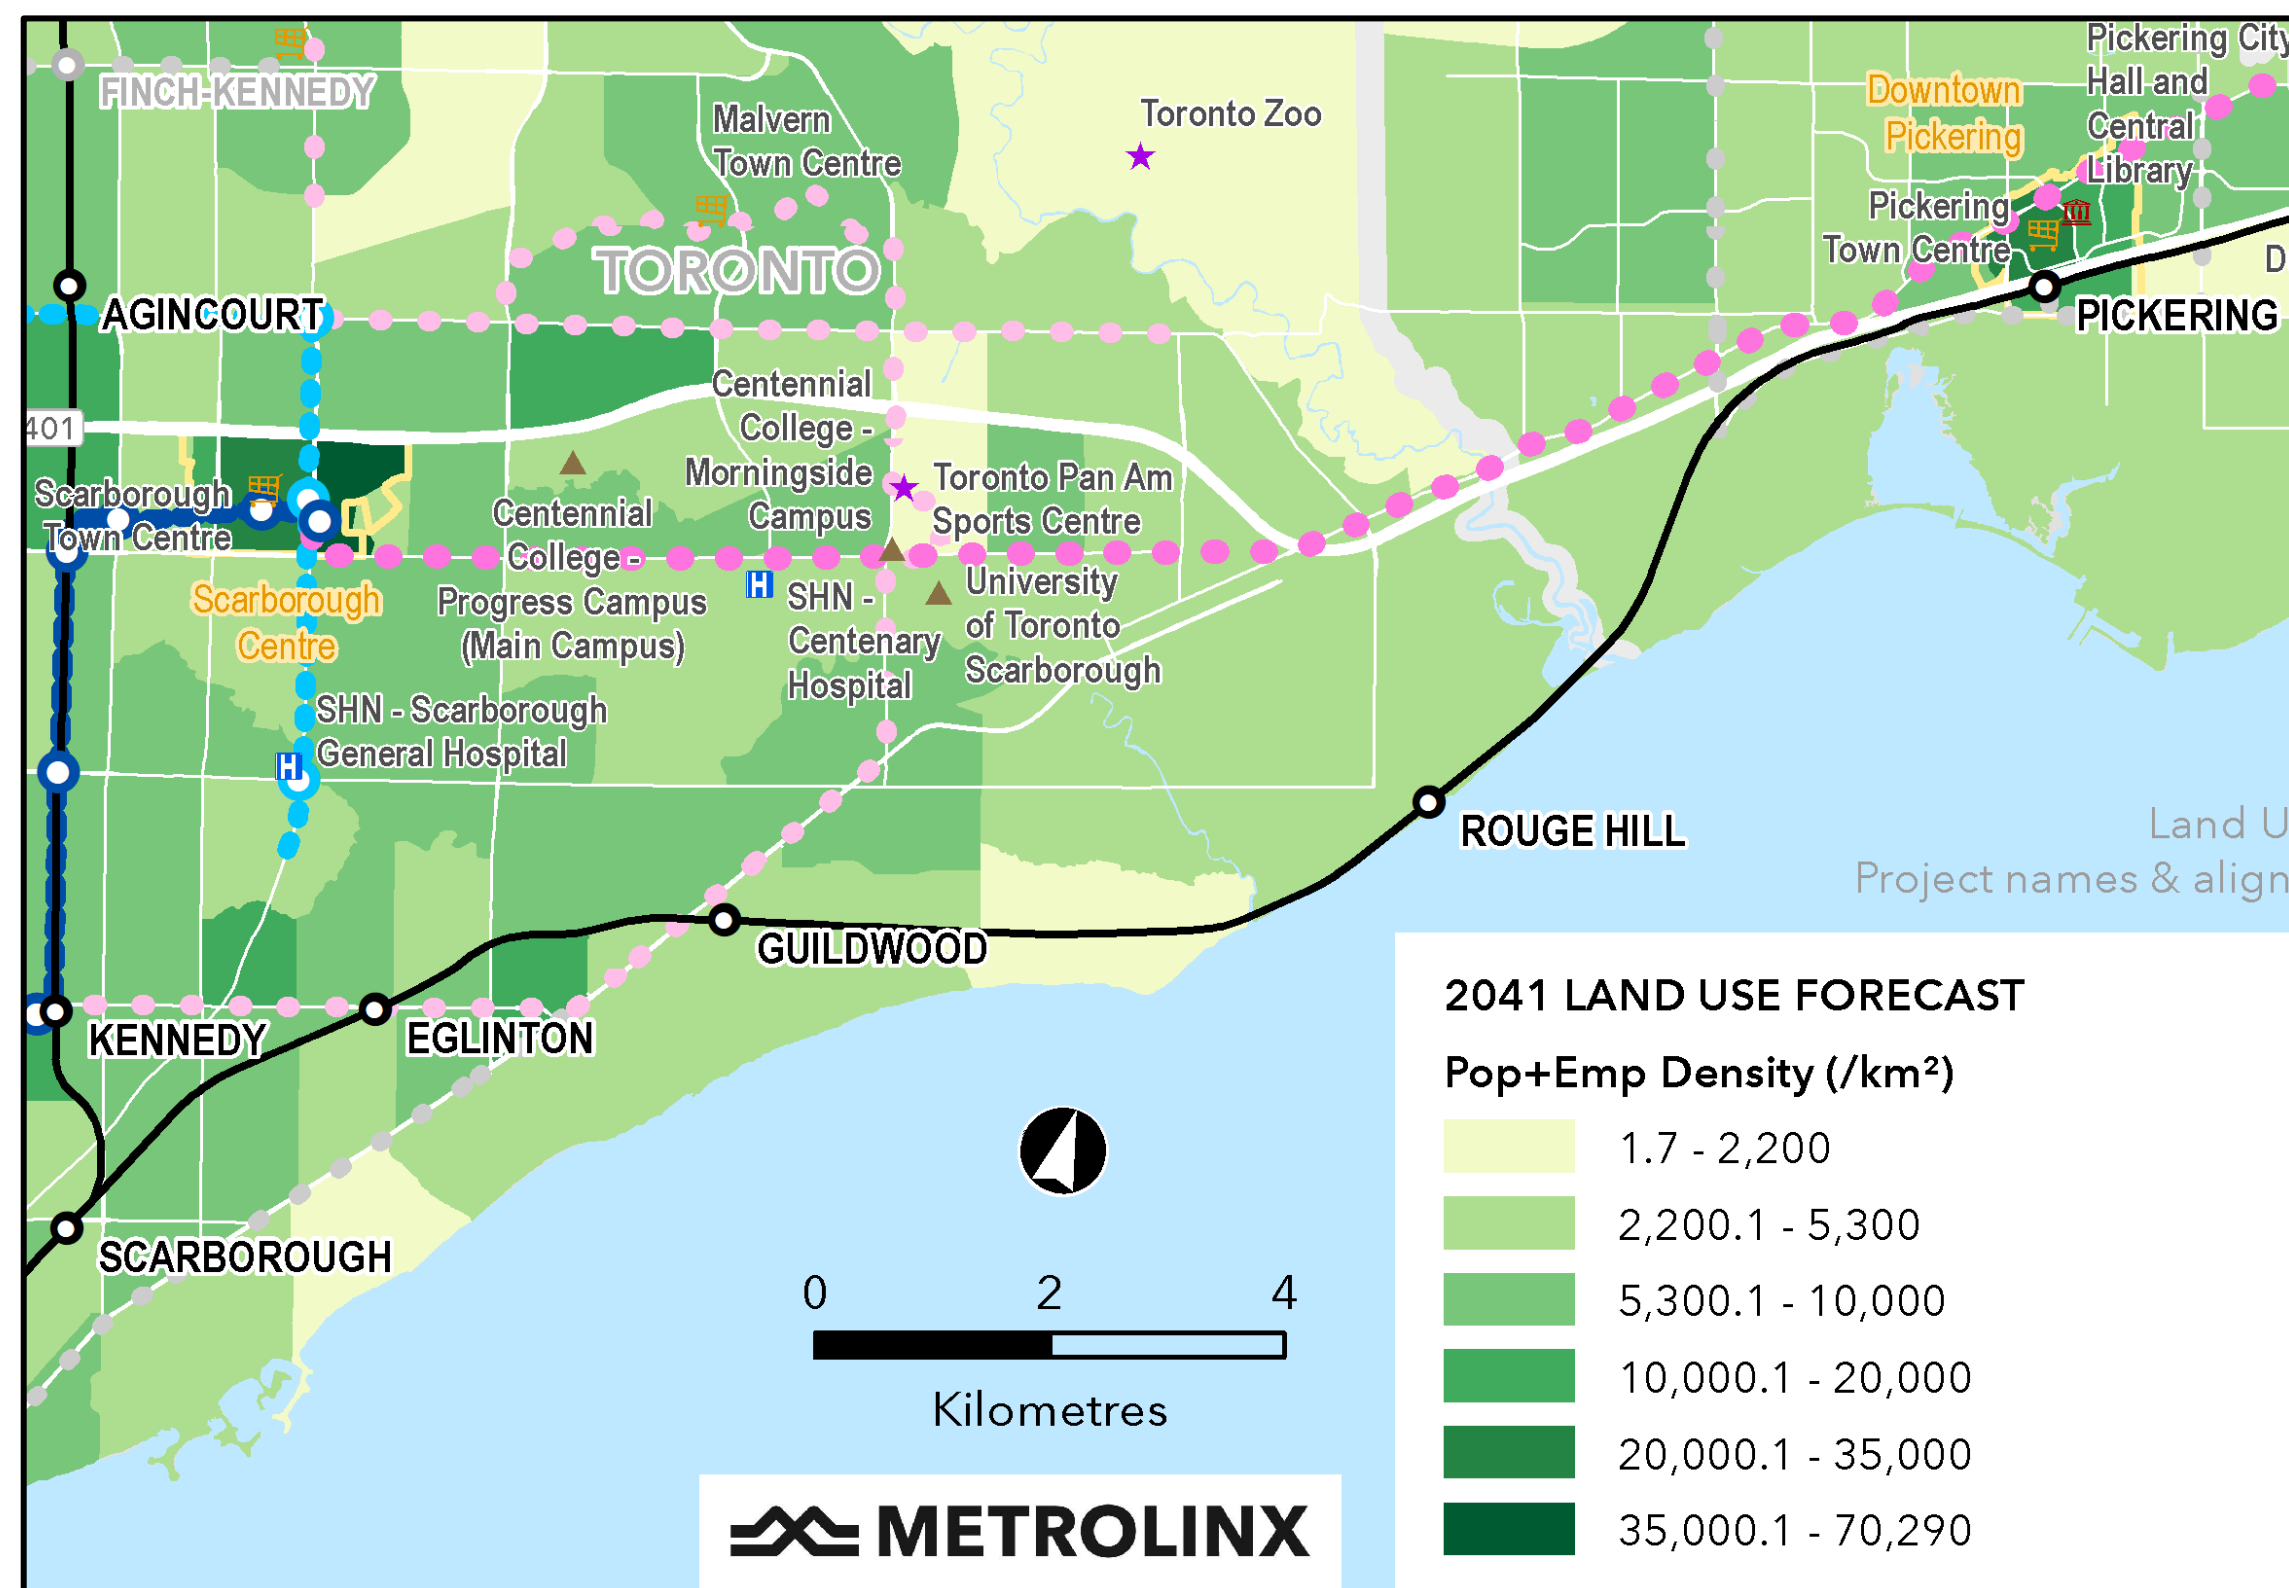 FINCH-KENNEDY
Malvern
Town Centre
Toronto Zoo
Downtown
Pickering
Pickering City
Hall and
Central
Library
Pickering
Town Centre
TORONTO
AGINCOURT
PICKERING
D
401
Centennial
College -
Morningside
Campus
Scarborough
Town Centre
Toronto Pan Am
Sports Centre
Centennial
College -
Progress Campus
(Main Campus)
Scarborough
Centre
H
SHN -
Centenary
Hospital
University
of Toronto
Scarborough
SHN - Scarborough
General Hospital
H
ROUGE HILL
Land U
Project names & align
GUILDWOOD
KENNEDY
EGLINTON
SCARBOROUGH
0 2 4
Kilometres
METROLINX
2041 LAND USE FORECAST
Pop+Emp Density (/km²)
1.7 - 2,200
2,200.1 - 5,300
5,300.1 - 10,000
10,000.1 - 20,000
20,000.1 - 35,000
35,000.1 - 70,290